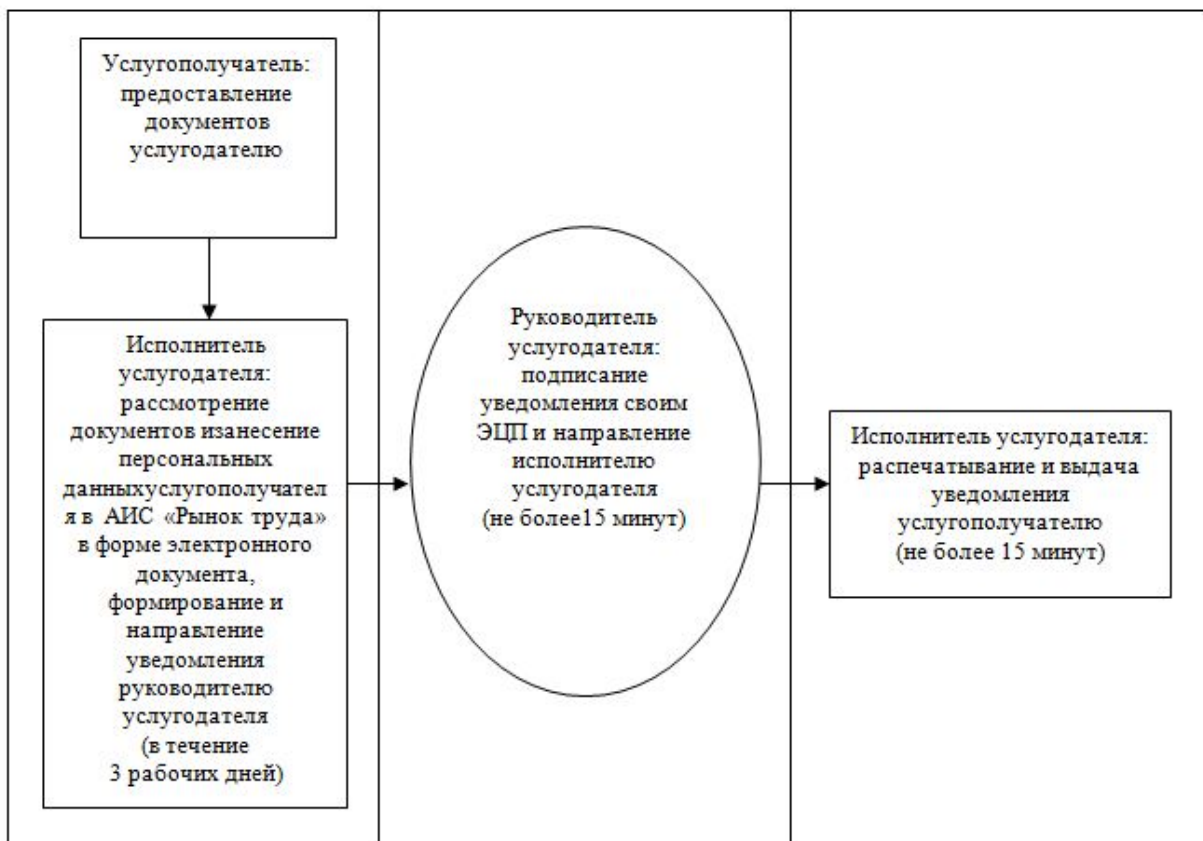 Услугополучатель:
предоставление
документов
услугодателю
Исполнитель
услугодателя:
рассмотрение
документов изанесение
персональных
данныхуслугополучател
я в АИС «Рынок труда»
в форме электронного
документа,
формирование и
направление
уведомления
руководителю
услугодателя
(в течение
3 рабочих дней)
Руководитель
услугодателя:
подписание
уведомления своим
ЭЦП и направление
исполнителю
услугодателя
(не более15 минут)
Исполнитель услугодателя:
распечатывание и выдача
уведомления
услугополучателю
(не более 15 минут)